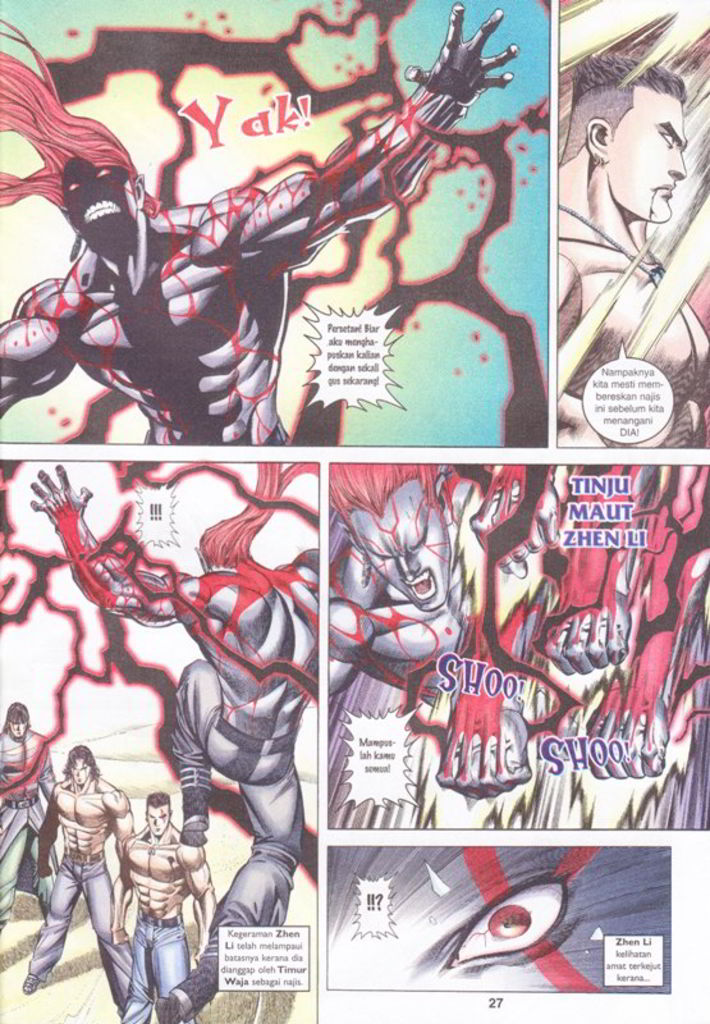 Yak!
Persetan! Biar
aku mengha-
puskan kalian
dengan sekali
gus sekarang!
Nampaknya
kita mesti mem-
bereskan najis
ini sebelum kita
menangani
DIA!
!!!
TINJU
MAUT
ZHEN LI
SHOO!
SHOO!
Mampus-
lah kamu
semua!
Kegeraman Zhen
Li telah melampaui
batasnya kerana dia
dianggap oleh Timur
Waja sebagai najis.
!!?
Zhen Li
kelihatan
amat terkejut
kerana...
27